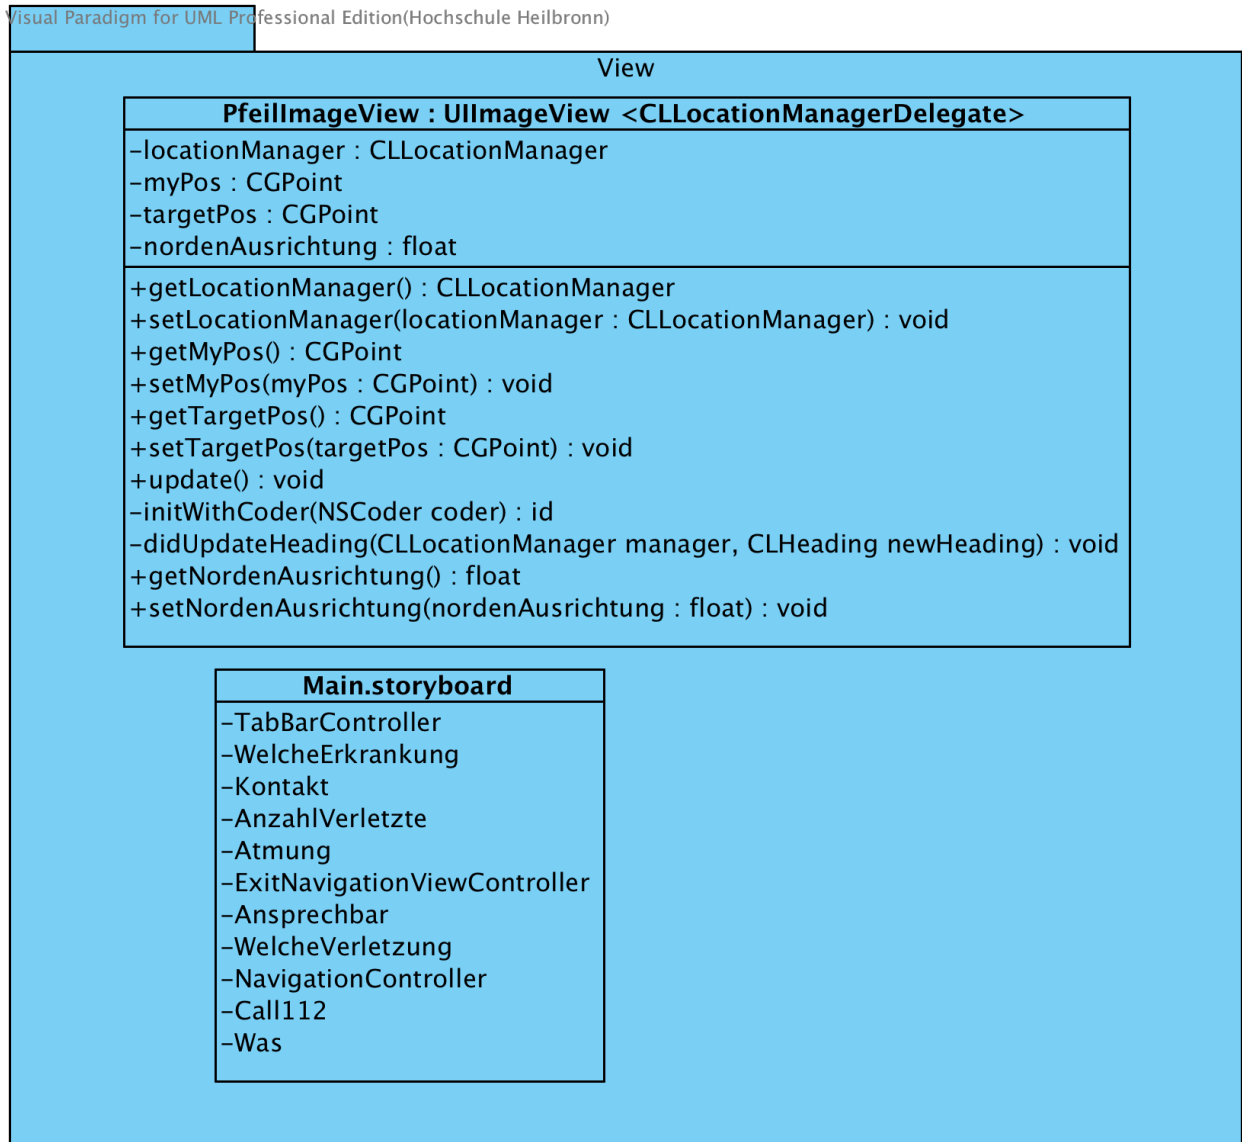 Visual Paradigm for UML Professional Edition(Hochschule Heilbronn)
View
PfeilImageView : UIImageView <CLLocationManagerDelegate>
-locationManager : CLLocationManager
-myPos : CGPoint
-targetPos : CGPoint
-nordenAusrichtung : float
+getLocationManager() : CLLocationManager
+setLocationManager(locationManager : CLLocationManager) : void
+getMyPos() : CGPoint
+setMyPos(myPos : CGPoint) : void
+getTargetPos() : CGPoint
+setTargetPos(targetPos : CGPoint) : void
+update() : void
-initWithCoder(NSCoder coder) : id
-didUpdateHeading(CLLocationManager manager, CLHeading newHeading) : void
+getNordenAusrichtung() : float
+setNordenAusrichtung(nordenAusrichtung : float) : void
Main.storyboard
-TabBarController
-WelcheErkrankung
-Kontakt
-AnzahlVerletzte
-Atmung
-ExitNavigationViewController
-Ansprechbar
-WelcheVerletzung
-NavigationController
-Call112
-Was